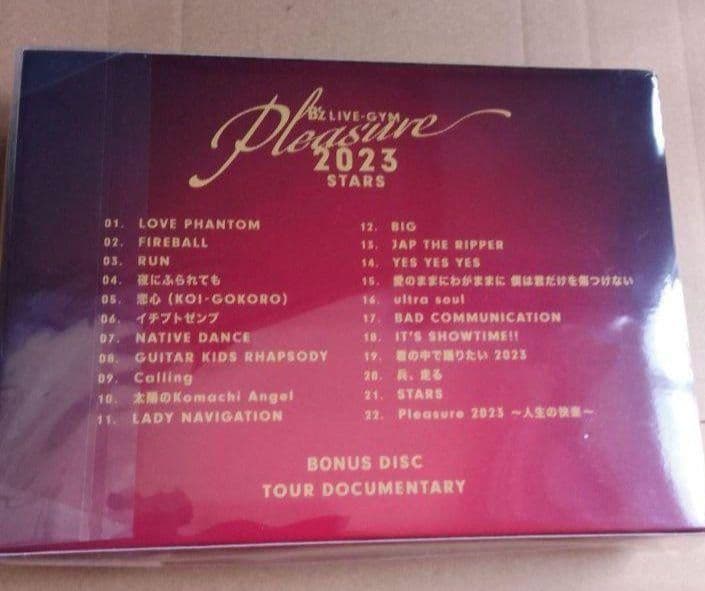 B'z LIVE-GYM
Pleasure
2023
STARS
01. LOVE PHANTOM
02. FIREBALL
03. RUN
04. 夜にふられても
05. 恋心 (KOI-GOKORO)
06. イチブトゼンブ
07. NATIVE DANCE
08. GUITAR KIDS RHAPSODY
09. Calling
10. 太陽のKomachi Angel
11. LADY NAVIGATION
12. BIG
13. JAP THE RIPPER
14. YES YES YES
15. 愛のままにわがままに 僕は君だけを傷つけない
16. ultra soul
17. BAD COMMUNICATION
18. IT'S SHOWTIME!!
19. 君の中で踊りたい 2023
20. 兵、走る
21. STARS
22. Pleasure 2023 ～人生の快楽～
BONUS DISC
TOUR DOCUMENTARY